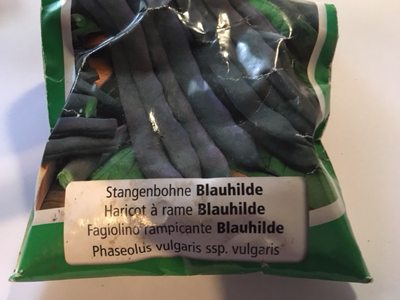 Stangenbohne Blauhilde
Haricot à rame Blauhilde
Fagiolino rampicante Blauhilde
Phaseolus vulgaris ssp. vulgaris